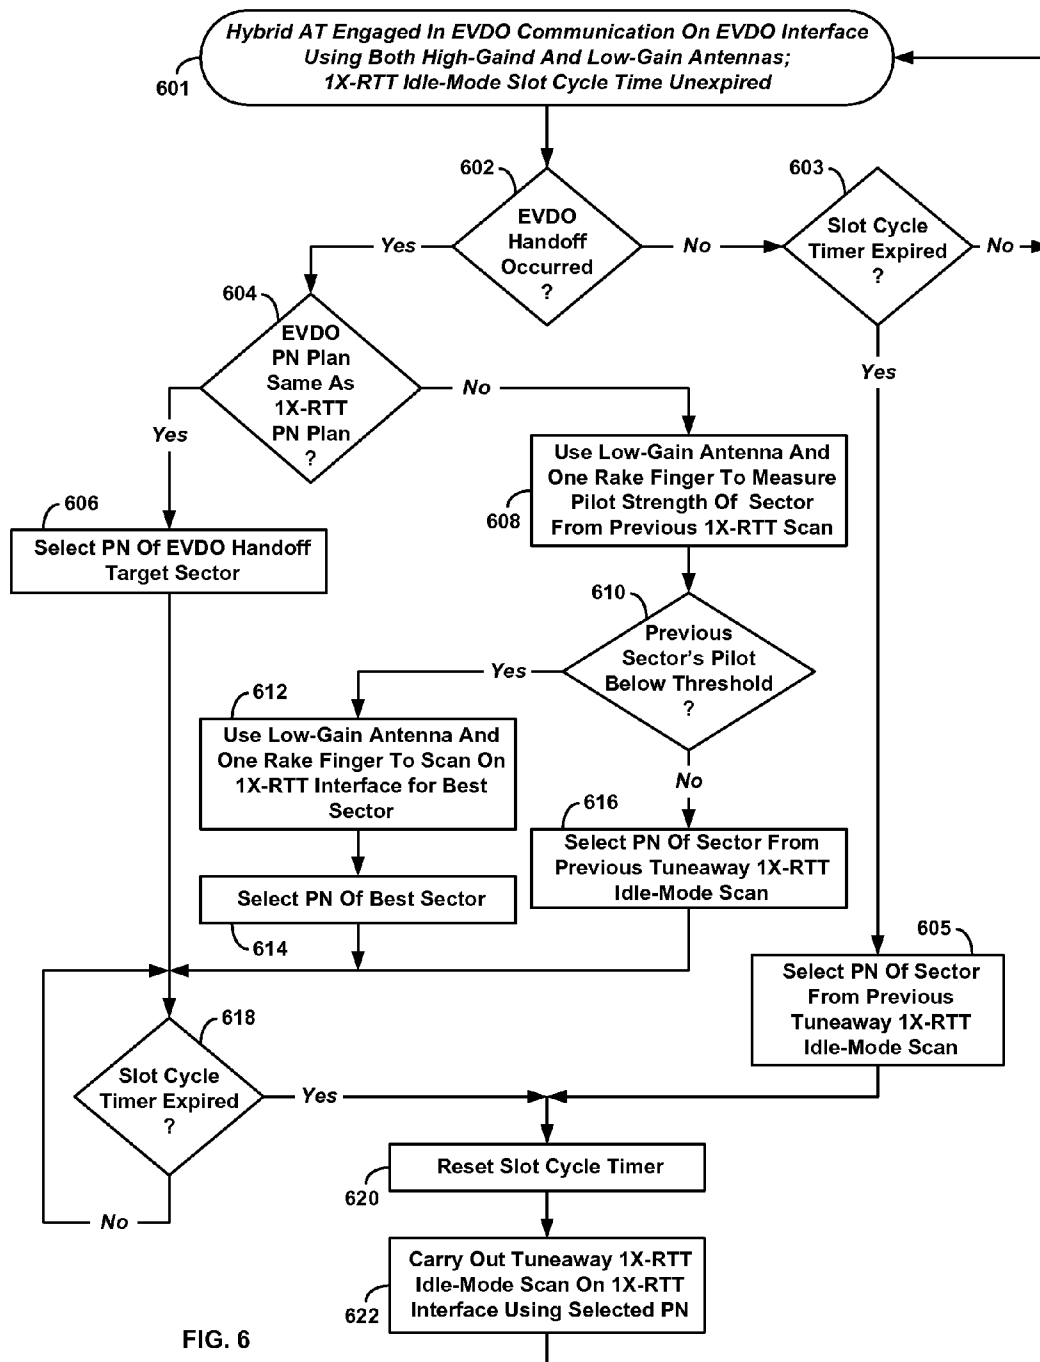 Hybrid AT Engaged In EVDO Communication On EVDO Interface
Using Both High-Gaind And Low-Gain Antennas;
1X-RTT Idle-Mode Slot Cycle Time Unexpired
601
602
EVDO
Handoff
Occurred
?
Yes
No
603
Slot Cycle
Timer Expired
?
No
Yes
604
EVDO
PN Plan
Same As
1X-RTT
PN Plan
?
Yes
No
606
Select PN Of EVDO Handoff
Target Sector
Use Low-Gain Antenna And
One Rake Finger To Measure
Pilot Strength Of Sector
From Previous 1X-RTT Scan
608
610
Previous
Sector's Pilot
Below Threshold
?
Yes
No
612
Use Low-Gain Antenna And
One Rake Finger To Scan On
1X-RTT Interface for Best
Sector
Select PN Of Best Sector
614
616
Select PN Of Sector From
Previous Tuneaway 1X-RTT
Idle-Mode Scan
605
Select PN Of Sector
From Previous
Tuneaway 1X-RTT
Idle-Mode Scan
618
Slot Cycle
Timer Expired
?
Yes
No
Reset Slot Cycle Timer
620
Carry Out Tuneaway 1X-RTT
Idle-Mode Scan On 1X-RTT
Interface Using Selected PN
622
FIG. 6